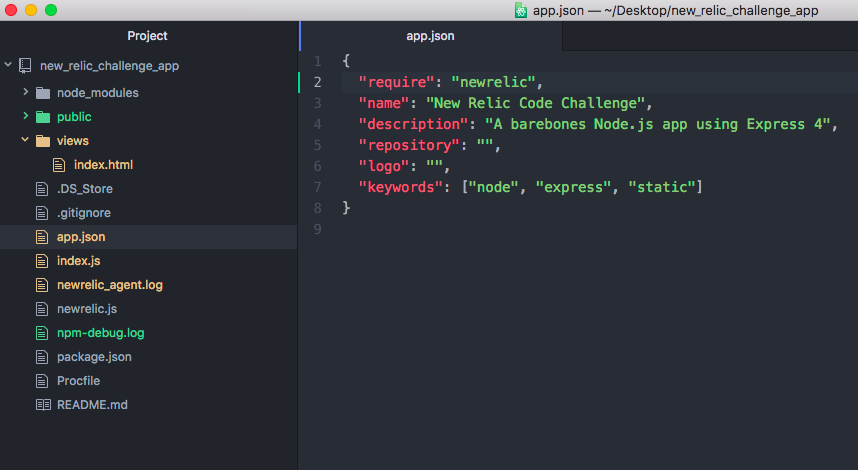 app.json — ~/Desktop/new_relic_challenge_app
Project
new_relic_challenge_app
node_modules
public
views
index.html
.DS_Store
.gitignore
app.json
index.js
newrelic_agent.log
newrelic.js
npm-debug.log
package.json
Procfile
README.md
app.json
1 {
2 "require": "newrelic",
3 "name": "New Relic Code Challenge",
4 "description": "A barebones Node.js app using Express 4",
5 "repository": "",
6 "logo": "",
7 "keywords": ["node", "express", "static"]
8 }
9